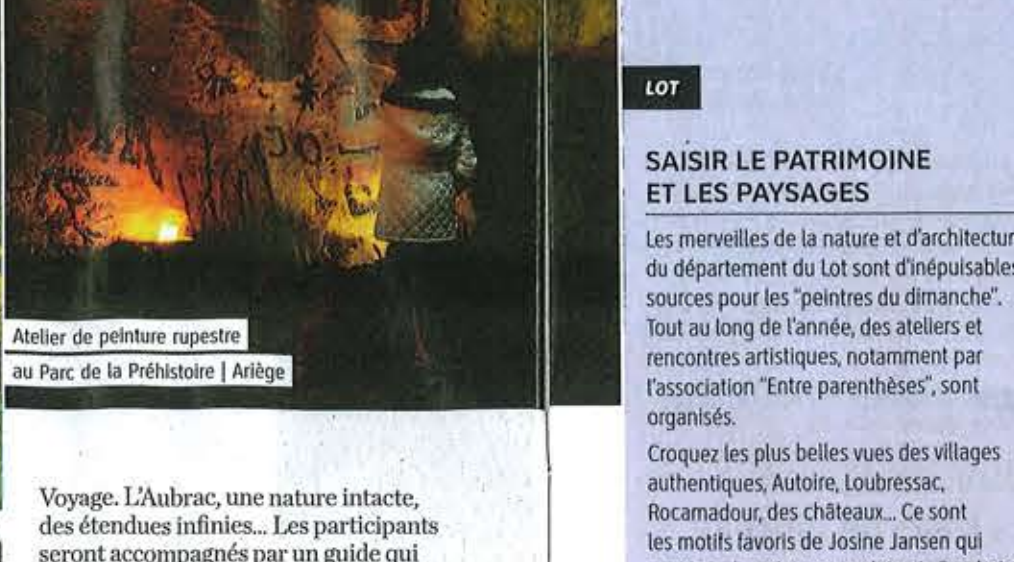 Atelier de peinture rupestre
au Parc de la Préhistoire | Ariège
Voyage. L'Aubrac, une nature intacte,
des étendues infinies... Les participants
seront accompagnés par un guide qui
LOT
SAISIR LE PATRIMOINE
ET LES PAYSAGES
Les merveilles de la nature et d'architectur
du département du Lot sont d'inépuisables
sources pour les "peintres du dimanche".
Tout au long de l'année, des ateliers et
rencontres artistiques, notamment par
l'association "Entre parenthèses", sont
organisés.
Croquez les plus belles vues des villages
authentiques, Autoire, Loubressac,
Rocamadour, des châteaux... Ce sont
les motifs favoris de Josine Jansen qui